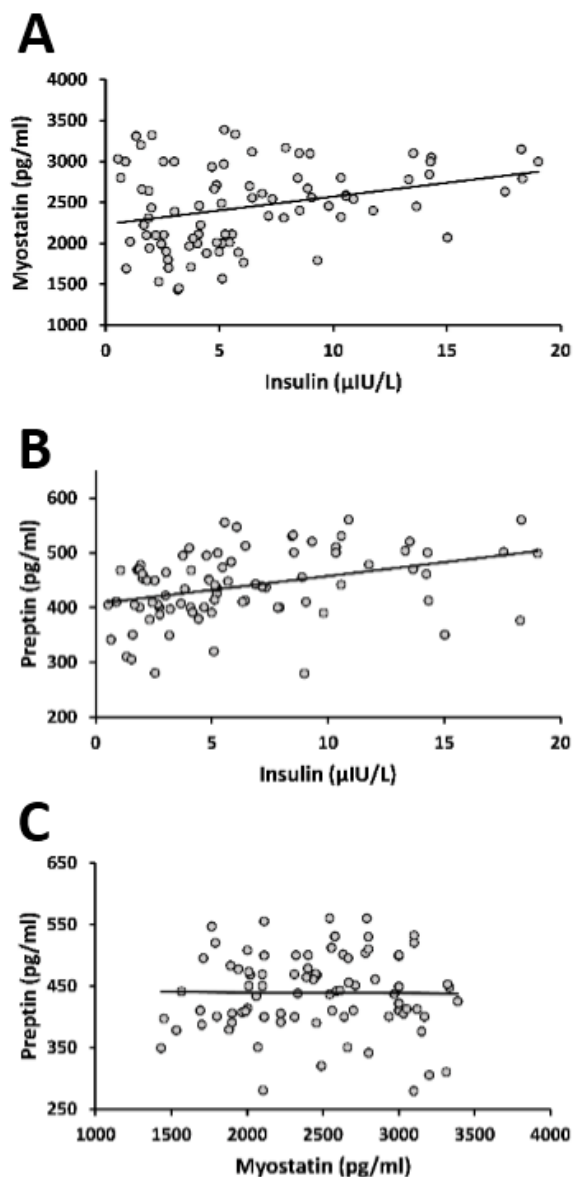 A
Myostatin (pg/ml)
4000
3500
3000
2500
2000
1500
1000
0 5 10 15 20
Insulin (µIU/L)
B
Preptin (pg/ml)
600
500
400
300
200
0 5 10 15 20
Insulin (µIU/L)
C
Preptin (pg/ml)
650
550
450
350
250
1000 1500 2000 2500 3000 3500 4000
Myostatin (pg/ml)